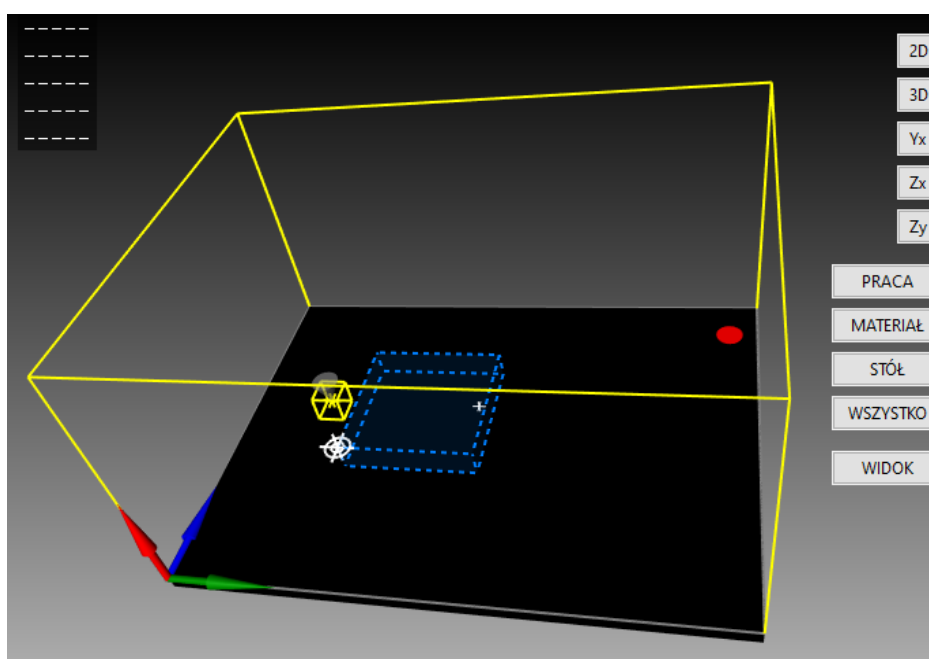 2D
3D
Yx
Zx
Zy
PRACA
MATERIAŁ
STÓŁ
WSZYSTKO
WIDOK